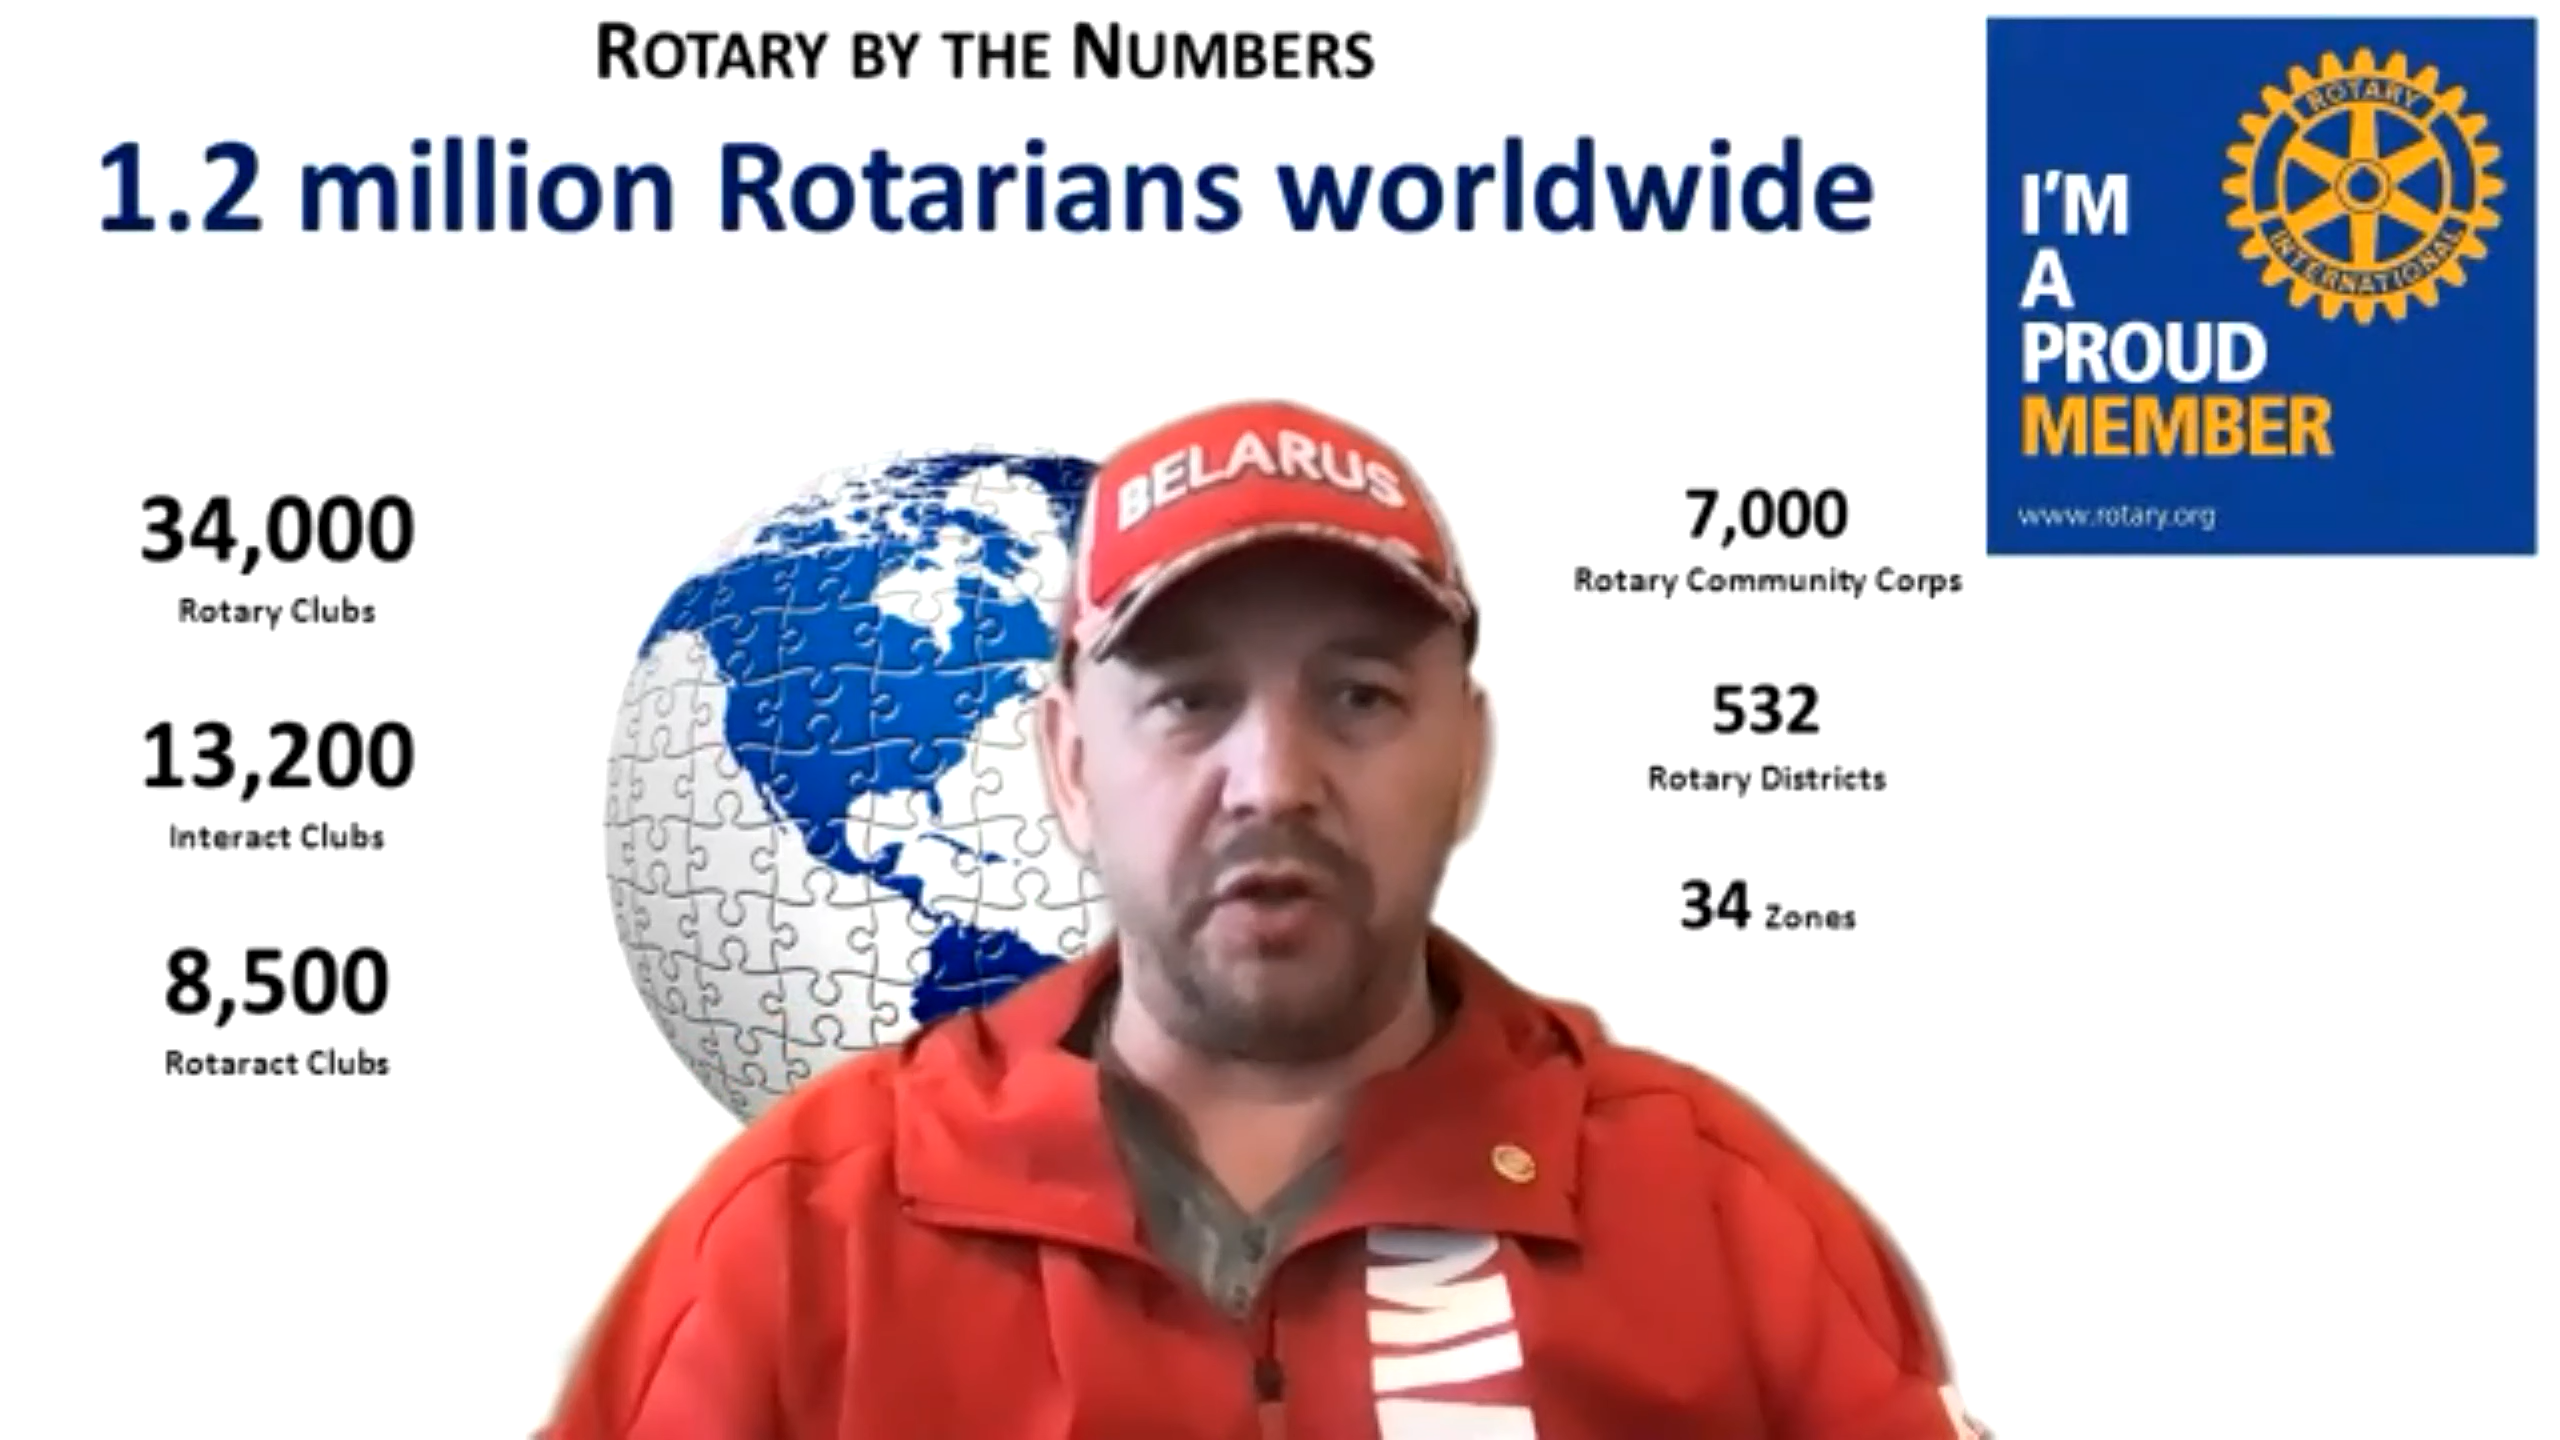 ROTARY BY THE NUMBERS
1.2 million Rotarians worldwide
ROTARY
INTERNATIONAL
I'M
A
PROUD
MEMBER
www.rotary.org
34,000
Rotary Clubs
13,200
Interact Clubs
8,500
Rotaract Clubs
BELARUS
7,000
Rotary Community Corps
532
Rotary Districts
34 Zones